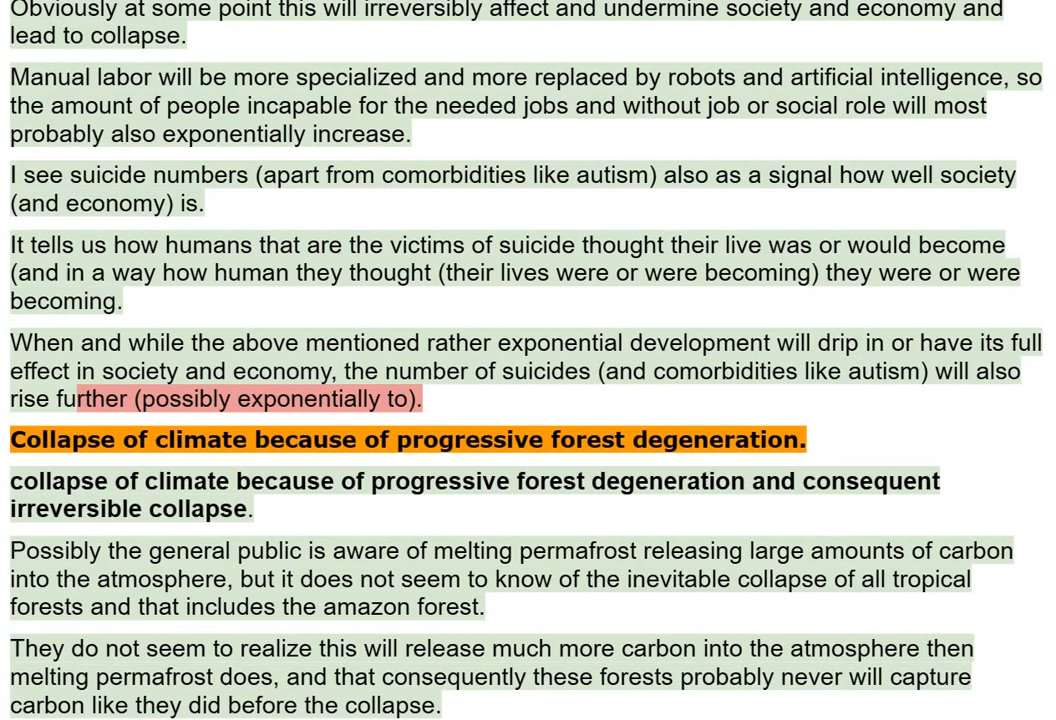 Obviously at some point this will irreversibly affect and undermine society and economy and
lead to collapse.
Manual labor will be more specialized and more replaced by robots and artificial intelligence, so
the amount of people incapable for the needed jobs and without job or social role will most
probably also exponentially increase.
I see suicide numbers (apart from comorbidities like autism) also as a signal how well society
(and economy) is.
It tells us how humans that are the victims of suicide thought their live was or would become
(and in a way how human they thought (their lives were or were becoming) they were or were
becoming.
When and while the above mentioned rather exponential development will drip in or have its full
effect in society and economy, the number of suicides (and comorbidities like autism) will also
rise further (possibly exponentially to).
Collapse of climate because of progressive forest degeneration.
collapse of climate because of progressive forest degeneration and consequent
irreversible collapse.
Possibly the general public is aware of melting permafrost releasing large amounts of carbon
into the atmosphere, but it does not seem to know of the inevitable collapse of all tropical
forests and that includes the amazon forest.
They do not seem to realize this will release much more carbon into the atmosphere then
melting permafrost does, and that consequently these forests probably never will capture
carbon like they did before the collapse.